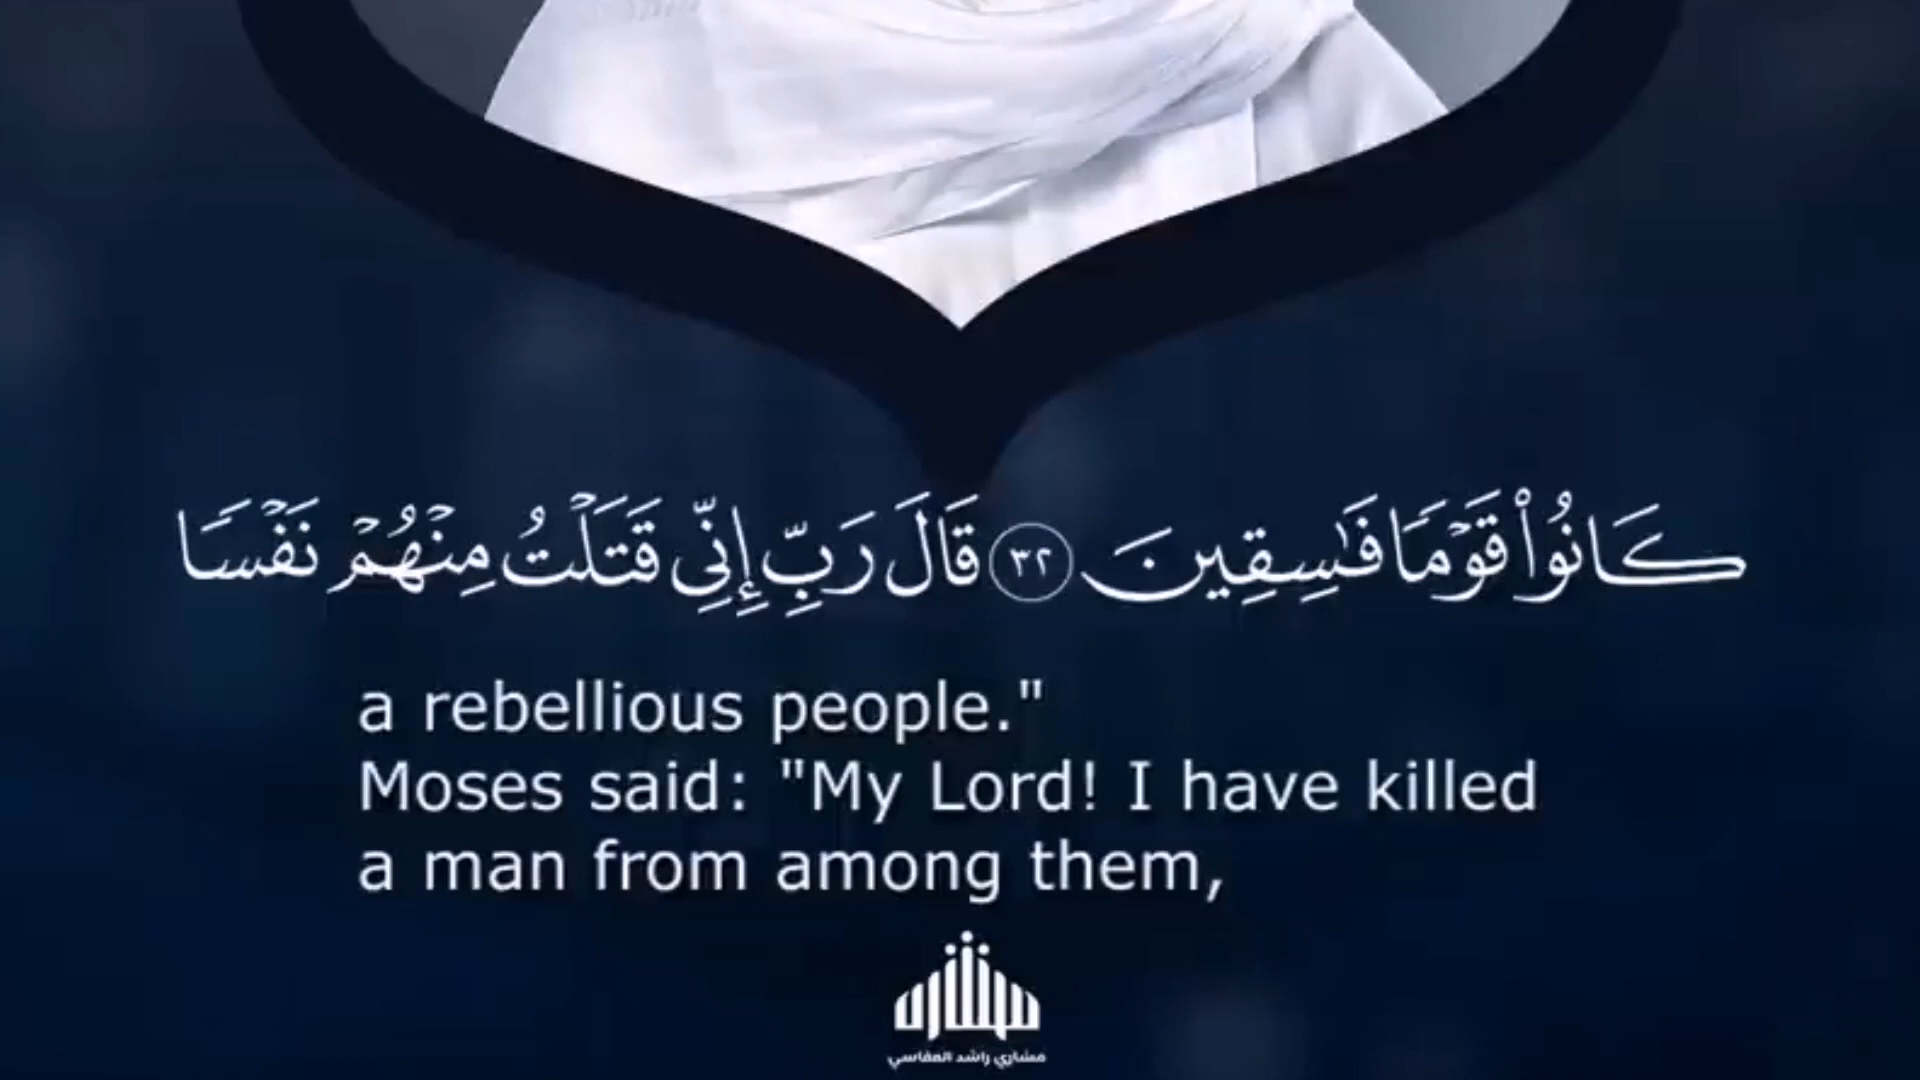 كَانُوا۟ قَوْمًا فَـٰسِقِينَ ٣٢ قَالَ رَبِّ إِنِّى قَتَلْتُ مِنْهُمْ نَفْسًا
a rebellious people."
Moses said: "My Lord! I have killed
a man from among them,
مشاري راشد العفاسي